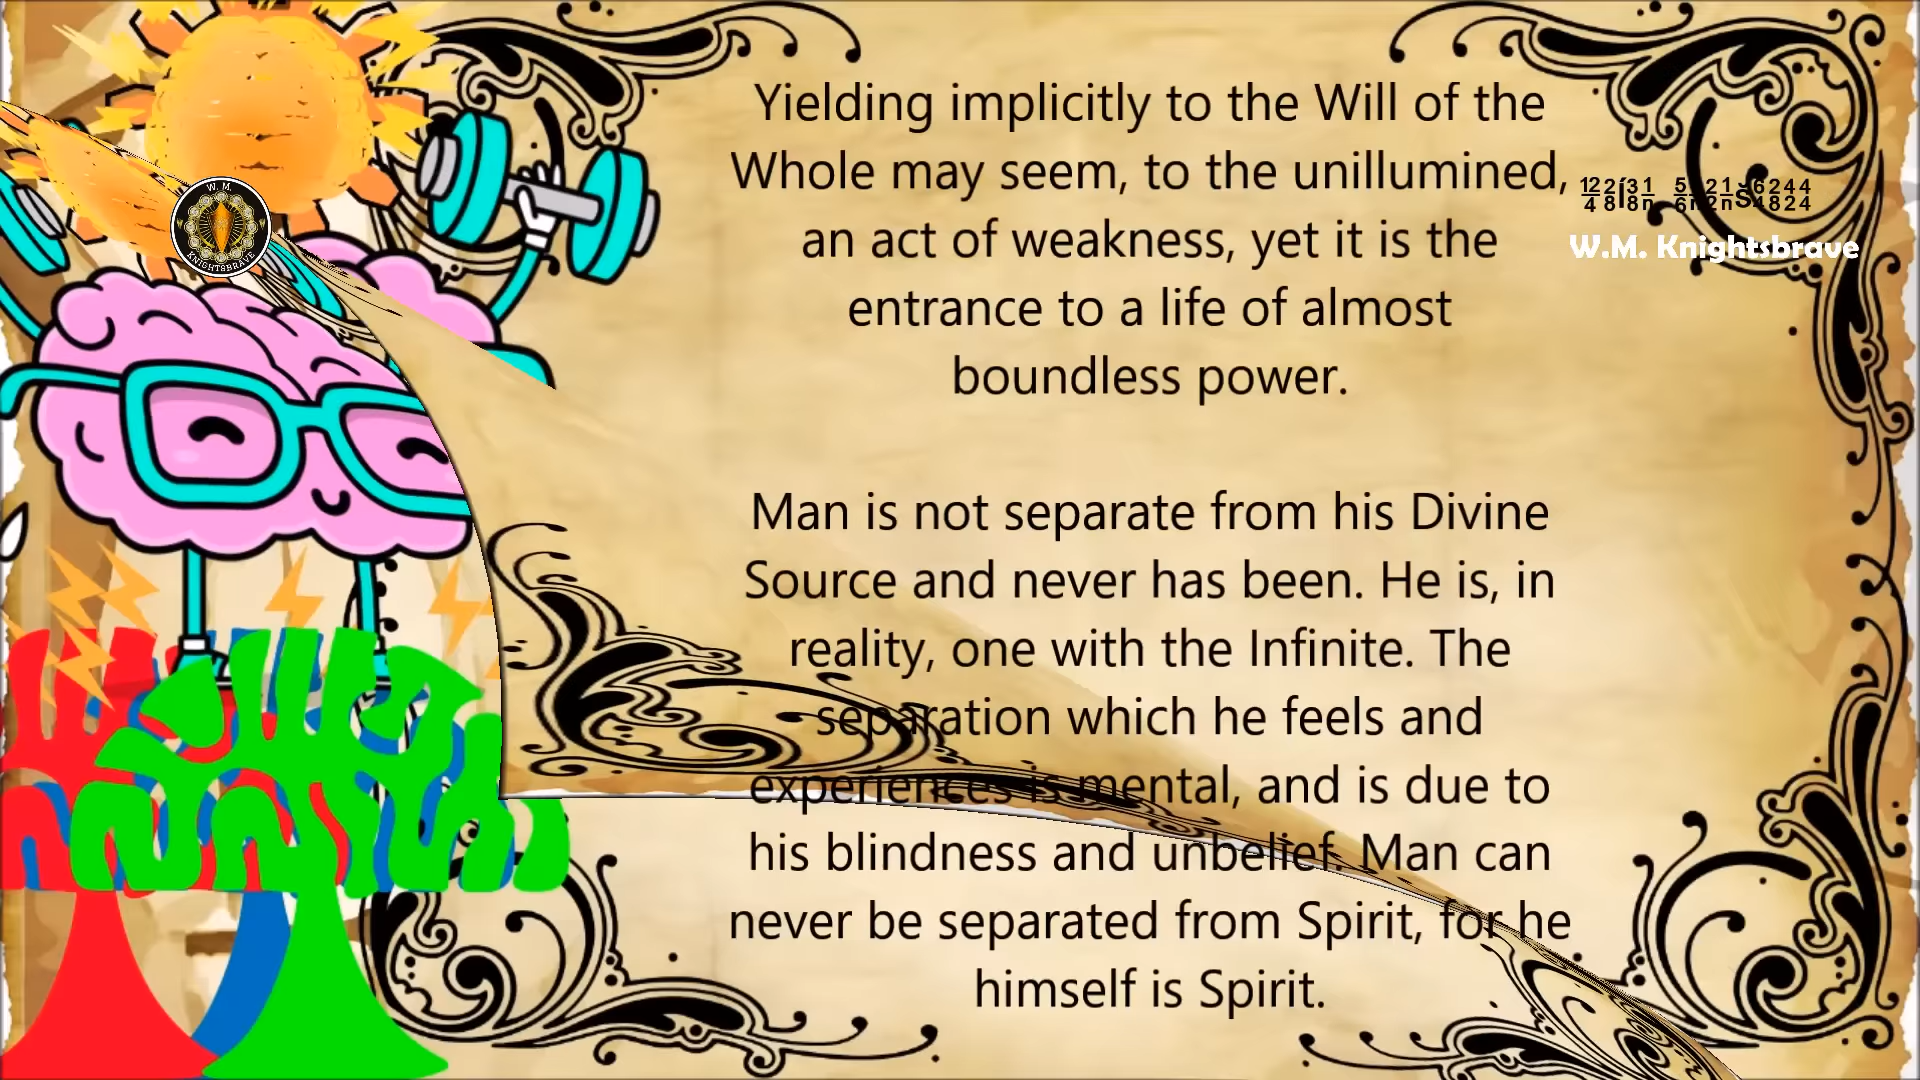 Yielding implicitly to the Will of the
Whole may seem, to the unillumined,
an act of weakness, yet it is the
entrance to a life of almost
boundless power.
Man is not separate from his Divine
Source and never has been. He is, in
reality, one with the Infinite. The
separation which he feels and
experiences is mental, and is due to
his blindness and unbelief. Man can
never be separated from Spirit, for he
himself is Spirit.
W.M. Knightsbrave
W. M.
KNIGHTSBRAVE